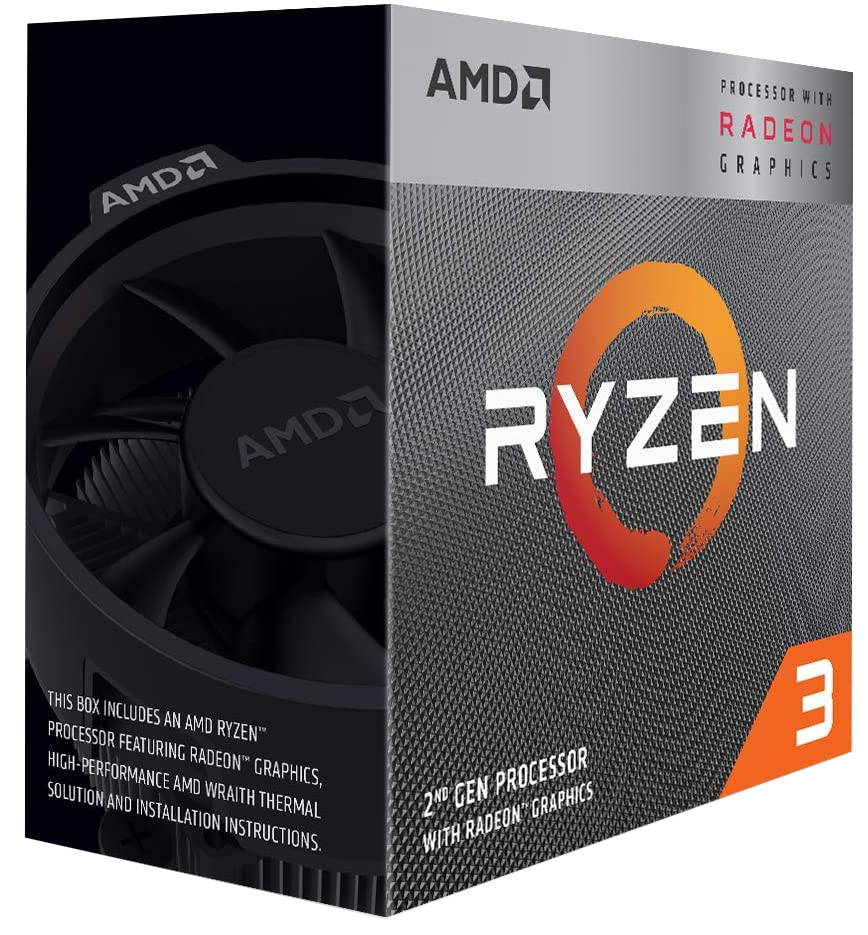 AMD
AMD
THIS BOX INCLUDES AN AMD RYZEN™
PROCESSOR FEATURING RADEON™ GRAPHICS,
HIGH-PERFORMANCE AMD WRAITH THERMAL
SOLUTION AND INSTALLATION INSTRUCTIONS.
AMD
PROCESSOR WITH
RADEON
GRAPHICS
RYZEN
3
2ND GEN PROCESSOR
WITH RADEON™ GRAPHICS